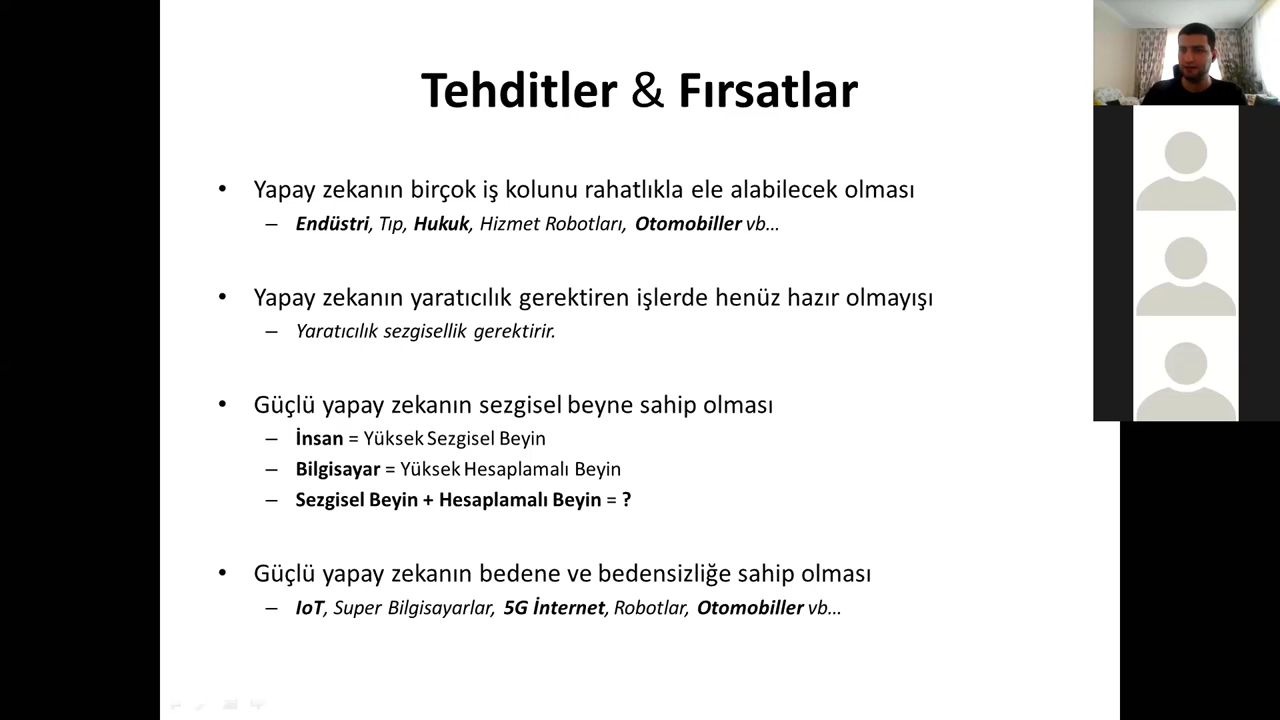 Tehditler & Fırsatlar
• Yapay zekanın birçok iş kolunu rahatlıkla ele alabilecek olması
– Endüstri, Tıp, Hukuk, Hizmet Robotları, Otomobiller vb...
• Yapay zekanın yaratıcılık gerektiren işlerde henüz hazır olmayışı
– Yaratıcılık sezgisellik gerektirir.
• Güçlü yapay zekanın sezgisel beyne sahip olması
– İnsan = Yüksek Sezgisel Beyin
– Bilgisayar = Yüksek Hesaplamalı Beyin
– Sezgisel Beyin + Hesaplamalı Beyin = ?
• Güçlü yapay zekanın bedene ve bedensizliğe sahip olması
– IoT, Super Bilgisayarlar, 5G İnternet, Robotlar, Otomobiller vb...